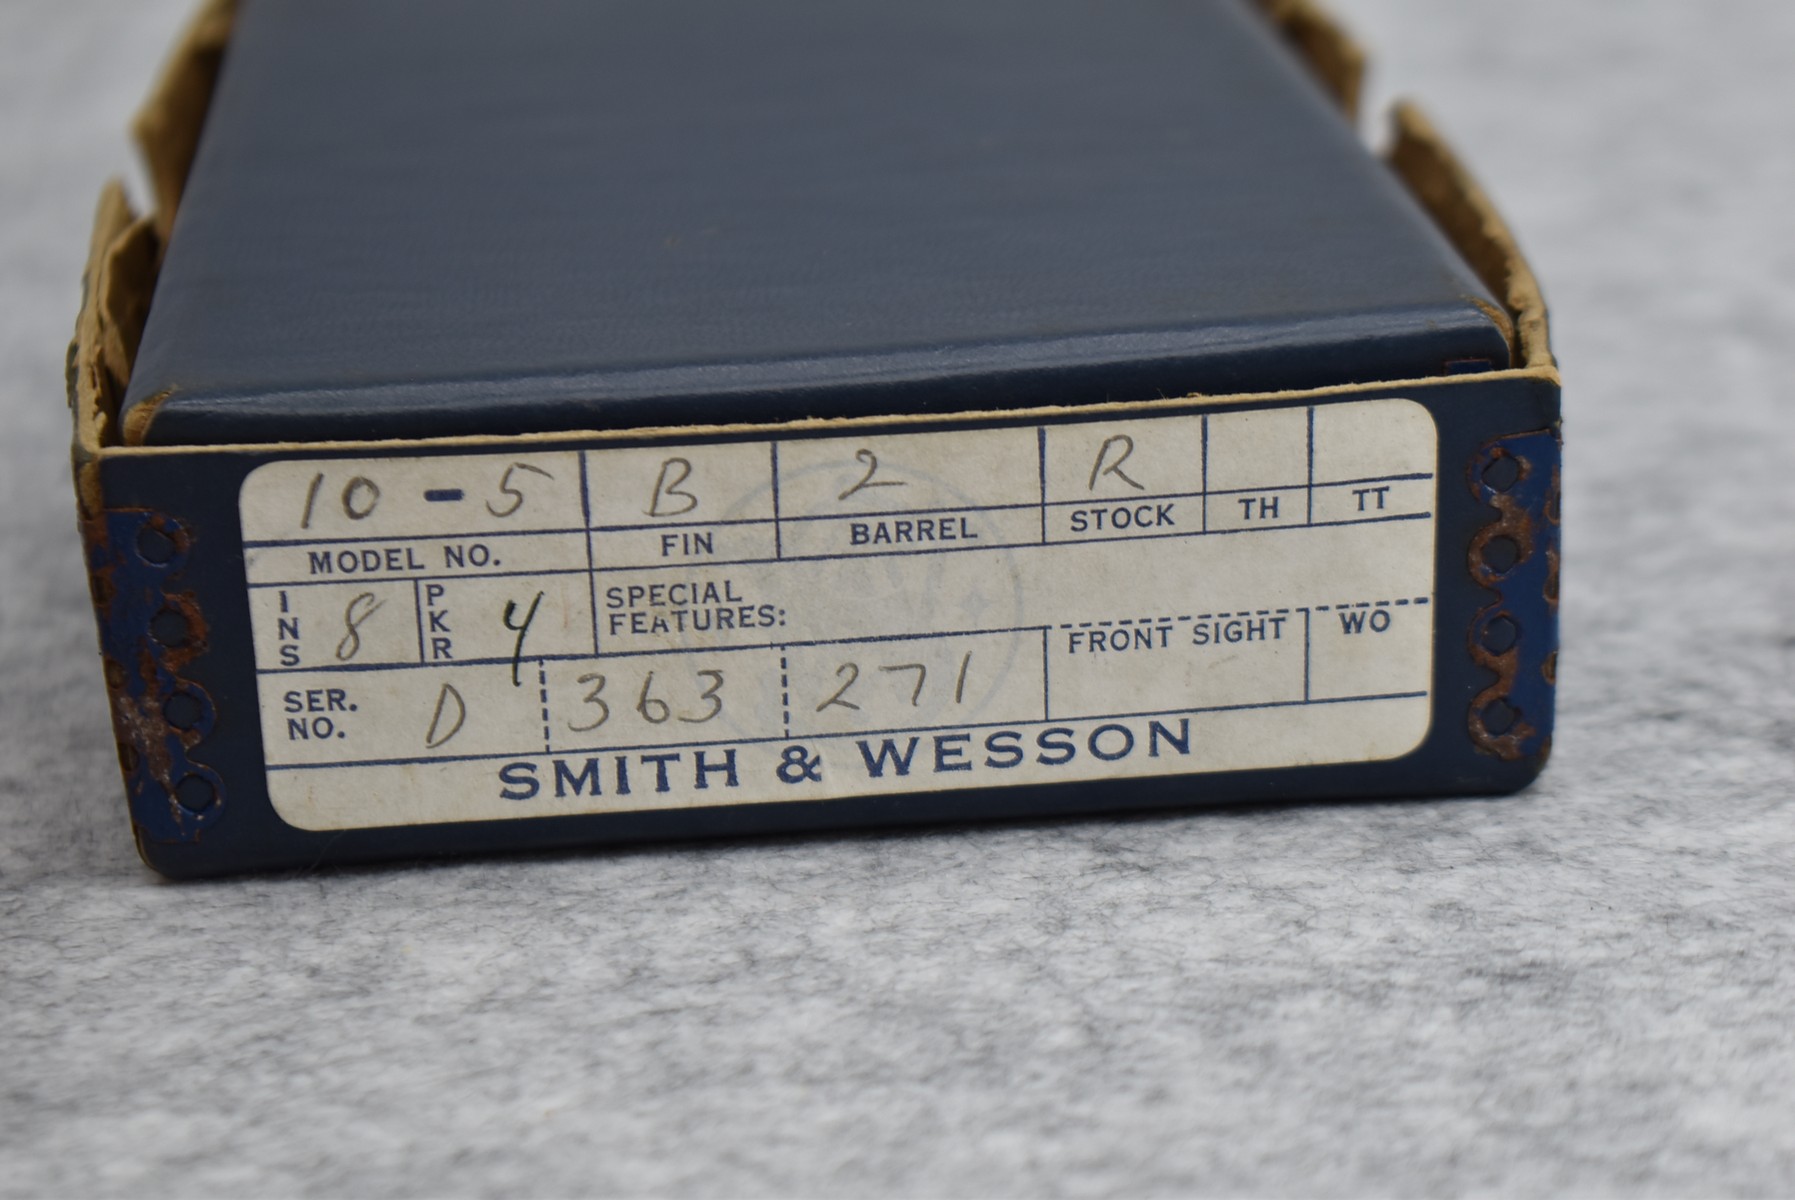 10 - 5 B 2 R
MODEL NO. FIN BARREL STOCK TH TT
INS 8 PKR 4 SPECIAL
FEATURES:
FRONT SIGHT WO
SER.
NO. D 363 271
SMITH & WESSON